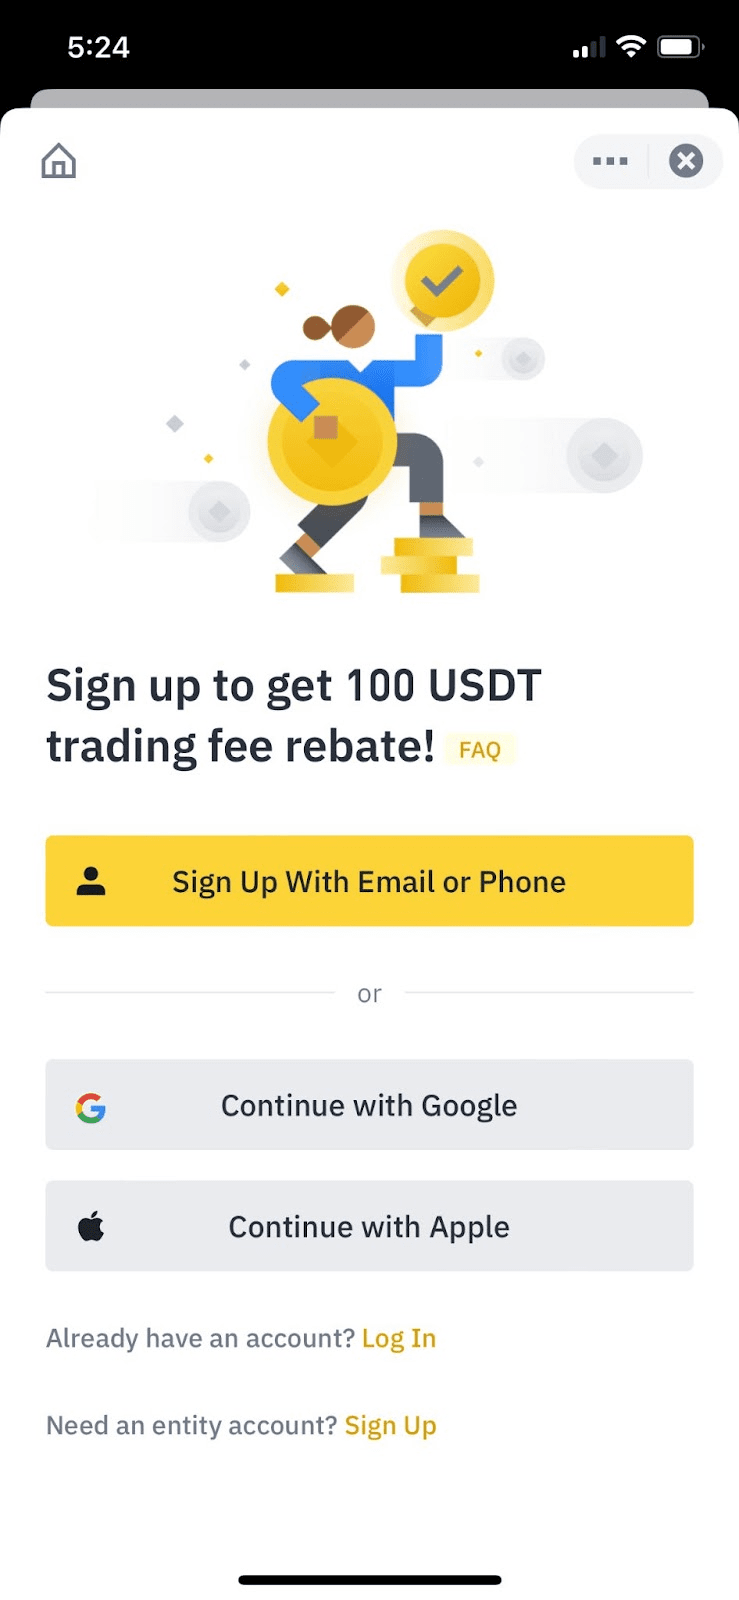 5:24
Sign up to get 100 USDT
trading fee rebate! FAQ
Sign Up With Email or Phone
or
Continue with Google
Continue with Apple
Already have an account? Log In
Need an entity account? Sign Up